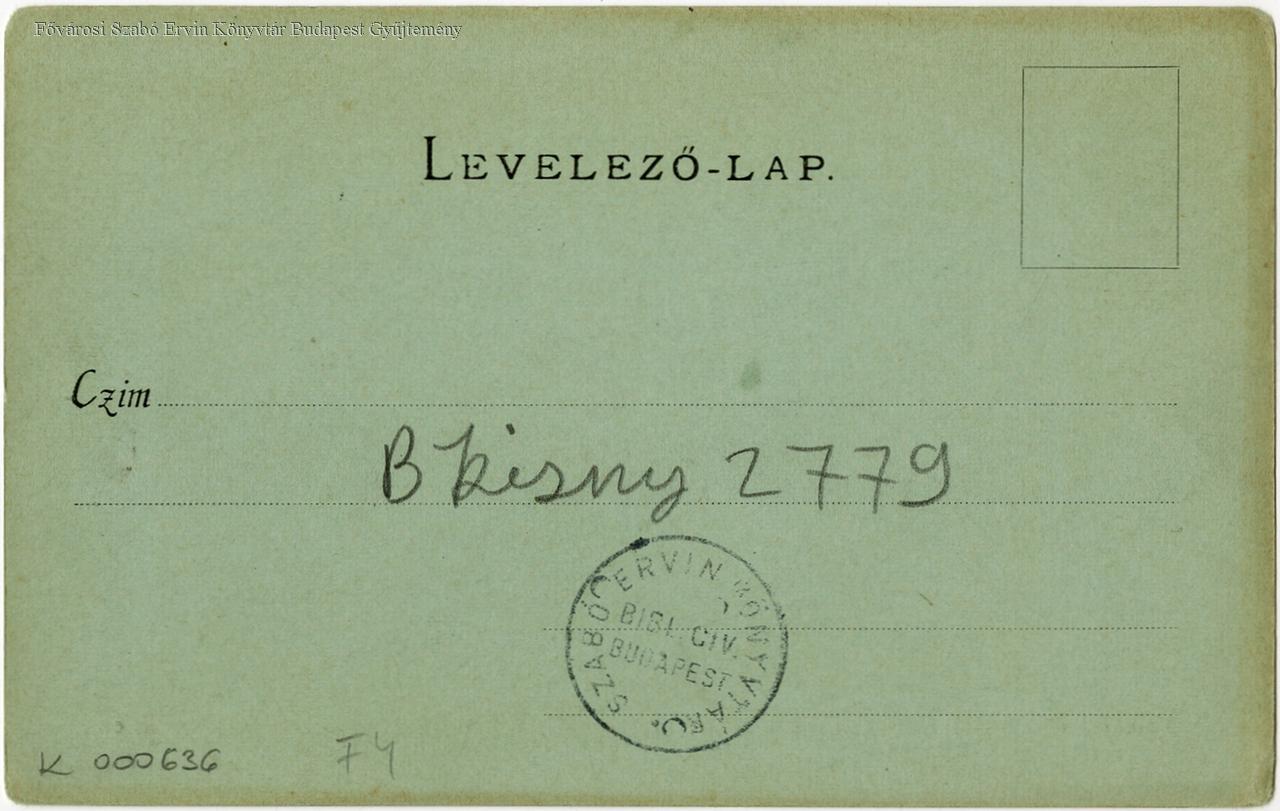 Fővárosi Szabó Ervin Könyvtár Budapest Gyűjtemény
LEVELEZŐ-LAP.
Czim
B kisny 2779
SZABÓ ERVIN KÖNYVTÁR
BIBL. CIV.
BUDAPEST
K 000636
F4